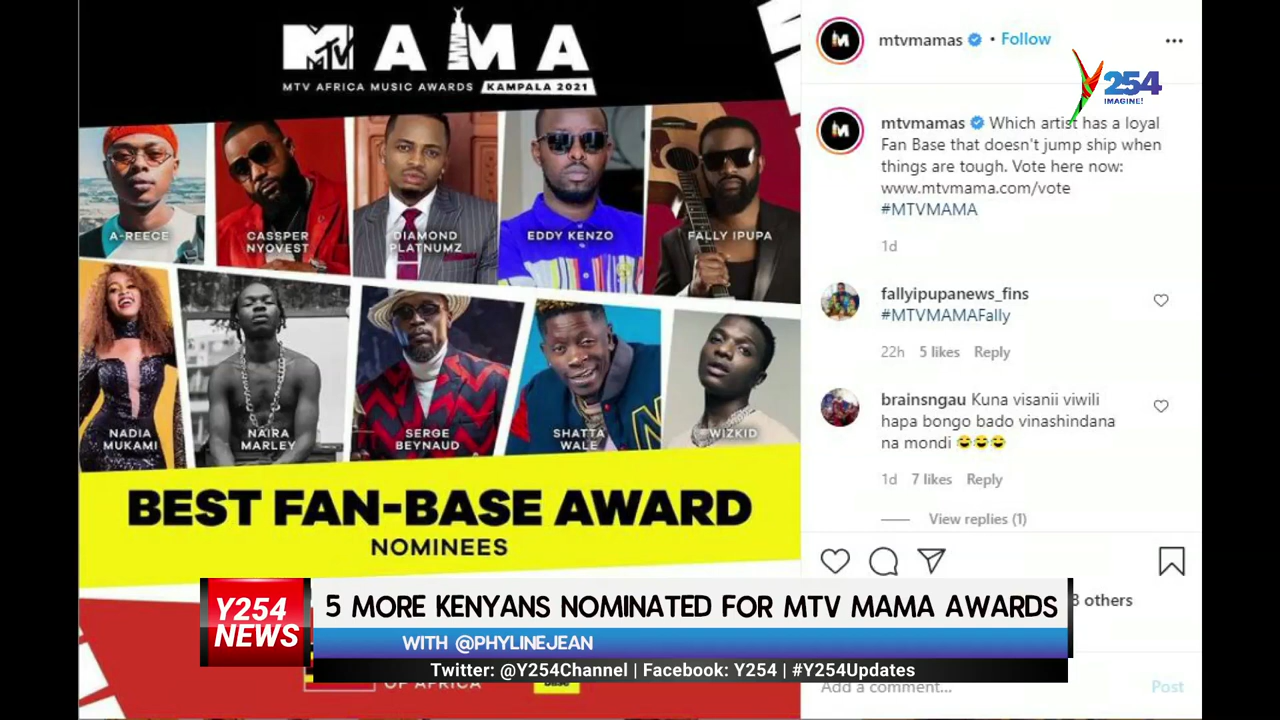 MTV MAMA
MTV AFRICA MUSIC AWARDS KAMPALA 2021
A-REECE
CASSPER
NYOVEST
DIAMOND
PLATNUMZ
EDDY KENZO
FALLY IPUPA
NADIA
MUKAMI
NAIRA
MARLEY
SERGE
BEYNAUD
SHATTA
WALE
WIZKID
BEST FAN-BASE AWARD
NOMINEES
OF AFRICA
mtvmamas • Follow
Y254
IMAGINE!
mtvmamas Which artist has a loyal
Fan Base that doesn't jump ship when
things are tough. Vote here now:
www.mtvmama.com/vote
#MTVMAMA
1d
fallyipupanews_fins
#MTVMAMAFally
22h 5 likes Reply
brainsngau Kuna visanii viwili
hapa bongo bado vinashindana
na mondi 😂😂😂
1d 7 likes Reply
View replies (1)
others
Add a comment...
Post
Y254
NEWS
5 MORE KENYANS NOMINATED FOR MTV MAMA AWARDS
WITH @PHYLINEJEAN
Twitter: @Y254Channel | Facebook: Y254 | #Y254Updates